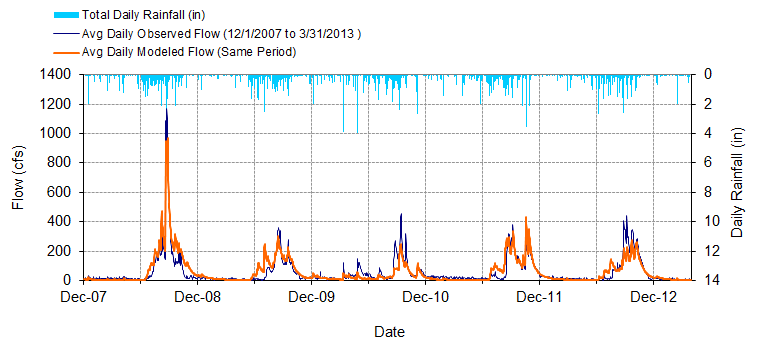 Total Daily Rainfall (in)
Avg Daily Observed Flow (12/1/2007 to 3/31/2013 )
Avg Daily Modeled Flow (Same Period)
1400
1200
1000
800
600
400
200
0
Flow (cfs)
0
2
4
6
8
10
12
14
Daily Rainfall (in)
Dec-07 Dec-08 Dec-09 Dec-10 Dec-11 Dec-12
Date